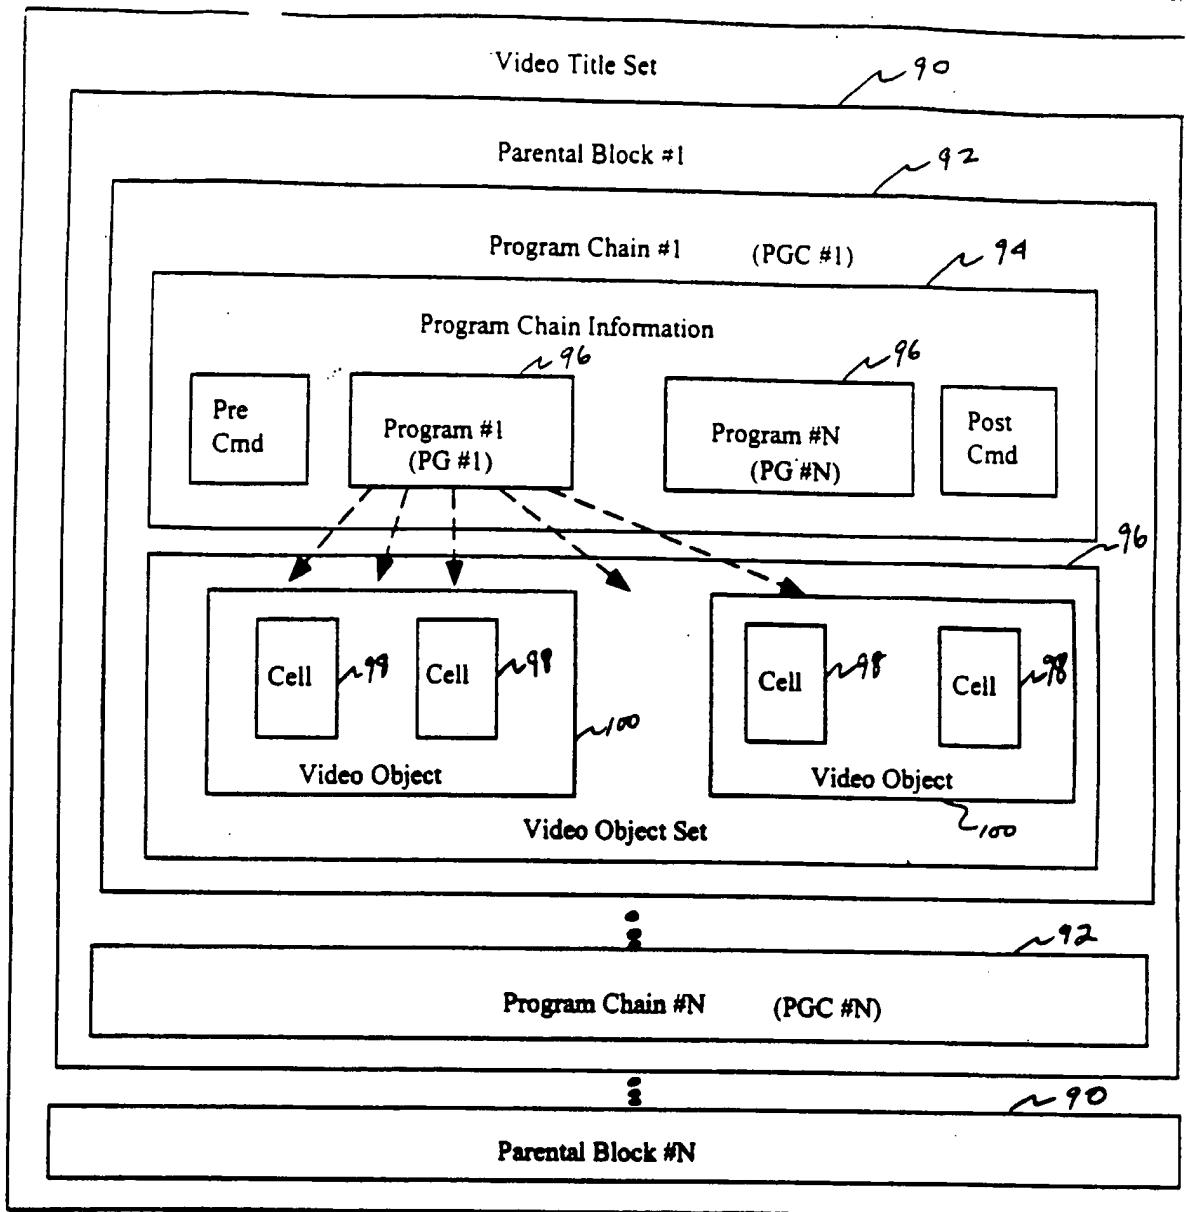 Video Title Set
90
Parental Block #1
92
Program Chain #1 (PGC #1)
94
Program Chain Information
96
96
Pre
Cmd
Program #1
(PG #1)
Program #N
(PG #N)
Post
Cmd
96
Cell
98
Cell
98
Cell
98
Cell
98
100
Video Object
Video Object
100
Video Object Set
92
Program Chain #N (PGC #N)
90
Parental Block #N